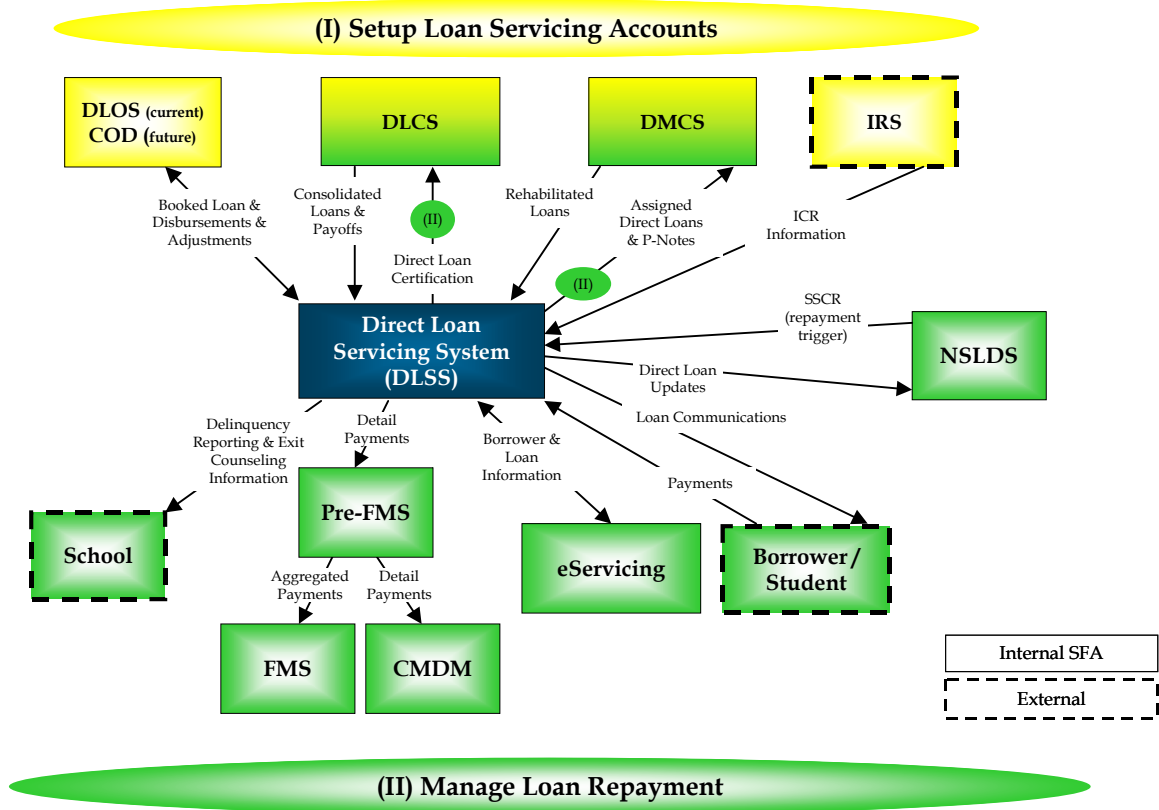 (I) Setup Loan Servicing Accounts
DLOS (current)
COD (future)
DLCS
DMCS
IRS
Booked Loan &
Disbursements &
Adjustments
Consolidated
Loans &
Payoffs
(II)
Direct Loan
Certification
Rehabilitated
Loans
Assigned
Direct Loans
& P-Notes
(II)
ICR
Information
SSCR
(repayment
trigger)
Direct Loan
Servicing System
(DLSS)
NSLDS
Direct Loan
Updates
Loan Communications
Delinquency
Reporting & Exit
Counseling
Information
Detail
Payments
Borrower &
Loan
Information
Payments
School
Pre-FMS
eServicing
Borrower /
Student
Aggregated
Payments
Detail
Payments
FMS
CMDM
Internal SFA
External
(II) Manage Loan Repayment